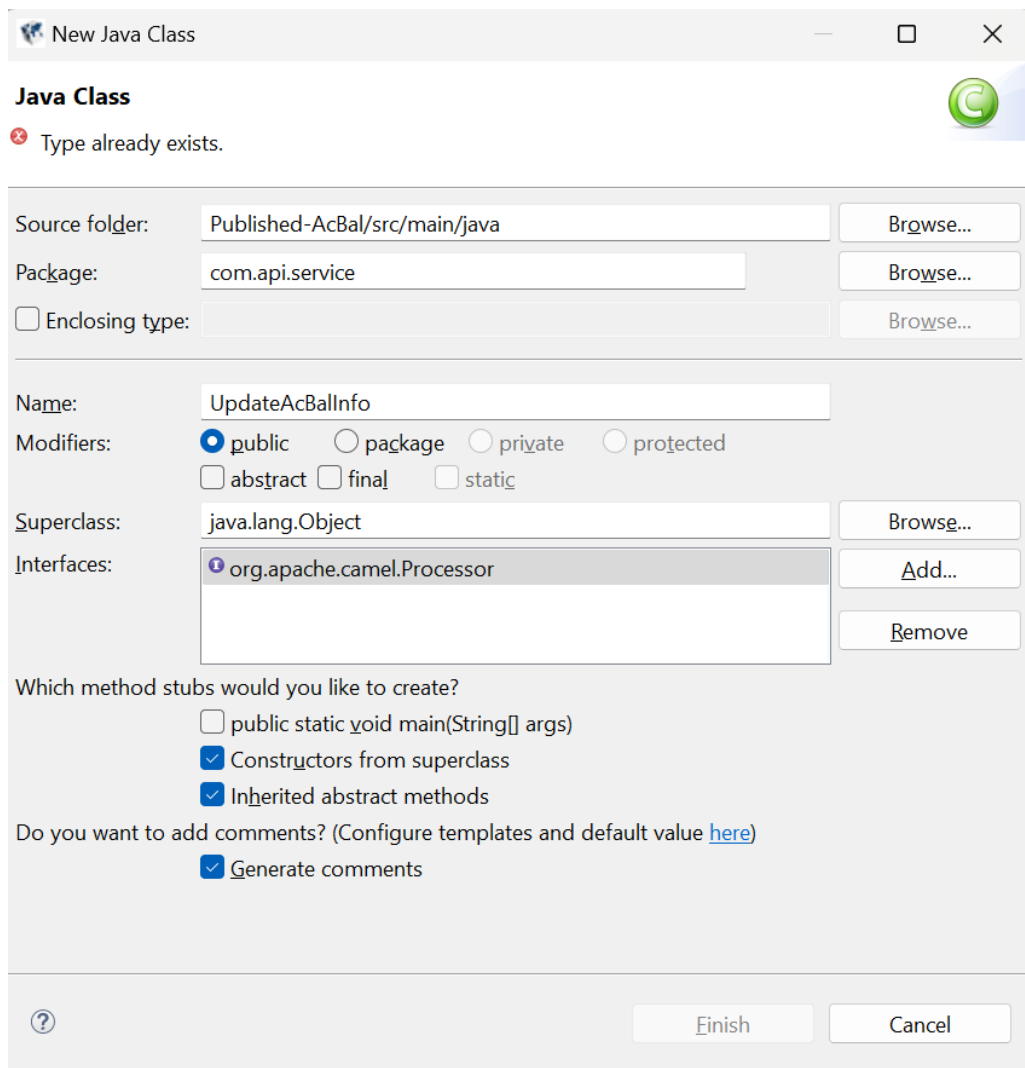 New Java Class
Java Class
Type already exists.
Source folder: Published-AcBal/src/main/java Browse...
Package: com.api.service Browse...
Enclosing type: Browse...
Name: UpdateAcBalInfo
Modifiers: public package private protected
abstract final static
Superclass: java.lang.Object Browse...
Interfaces: org.apache.camel.Processor Add...
Remove
Which method stubs would you like to create?
public static void main(String[] args)
Constructors from superclass
Inherited abstract methods
Do you want to add comments? (Configure templates and default value here)
Generate comments
Finish Cancel